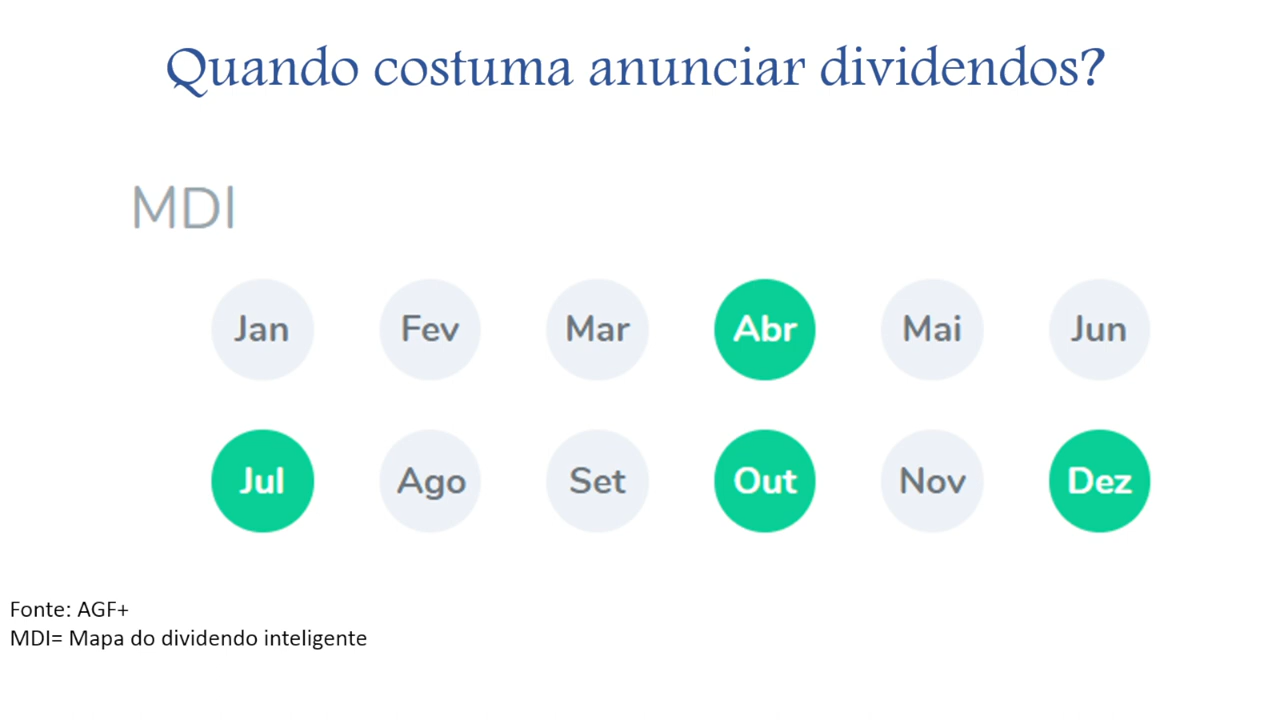 Quando costuma anunciar dividendos?
MDI
Jan Fev Mar Abr Mai Jun
Jul Ago Set Out Nov Dez
Fonte: AGF+
MDI= Mapa do dividendo inteligente